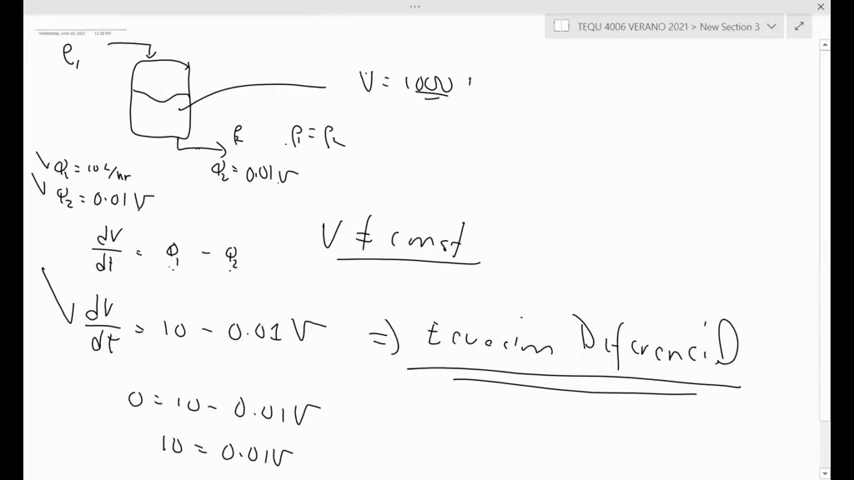 TEQU 4006 VERANO 2021 > New Section 3
ρ₁
V = 1000
ρ₂ ρ₁ = ρ₂
φ₁ = 10 L/hr
φ₂ = 0.01 V
φ₂ = 0.01 V
dV/dt = φ₁ - φ₂
V ≠ const
dV/dt = 10 - 0.01 V ⇒ Ecuacion Diferencial
0 = 10 - 0.01 V
10 = 0.01 V